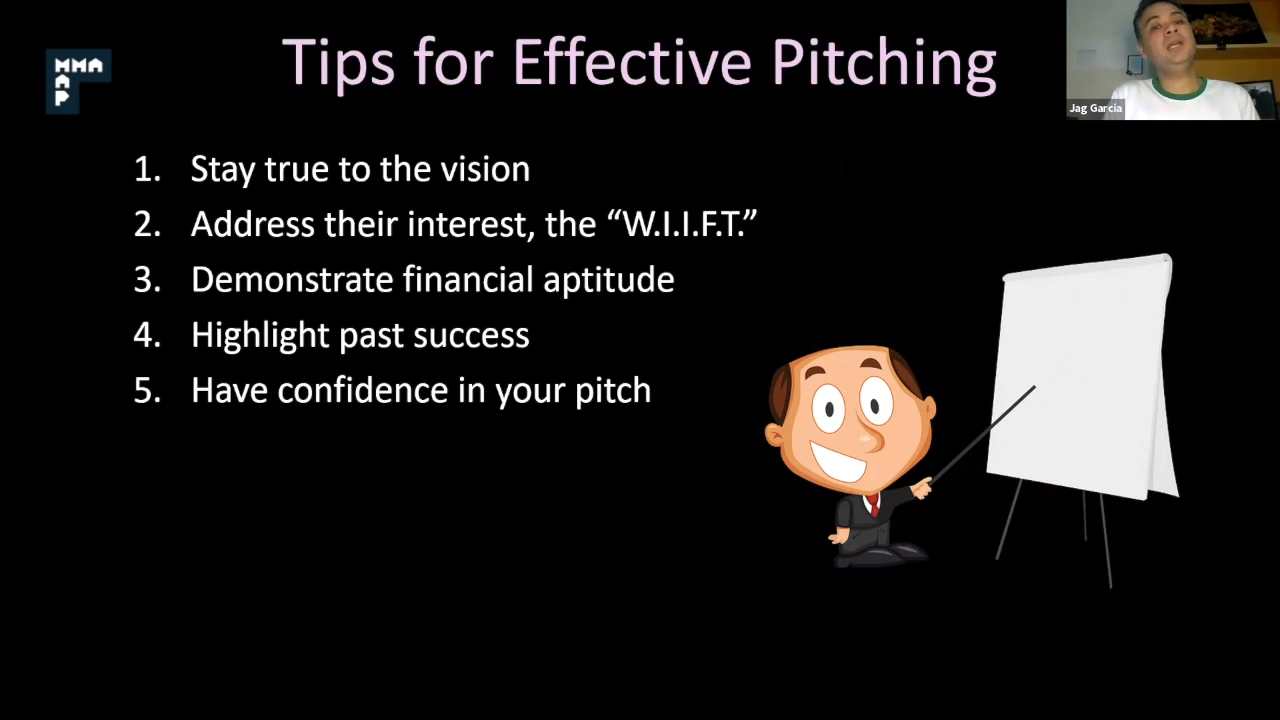 Tips for Effective Pitching
MMA
A
P
Jag Garcia
1. Stay true to the vision
2. Address their interest, the “W.I.I.F.T.”
3. Demonstrate financial aptitude
4. Highlight past success
5. Have confidence in your pitch